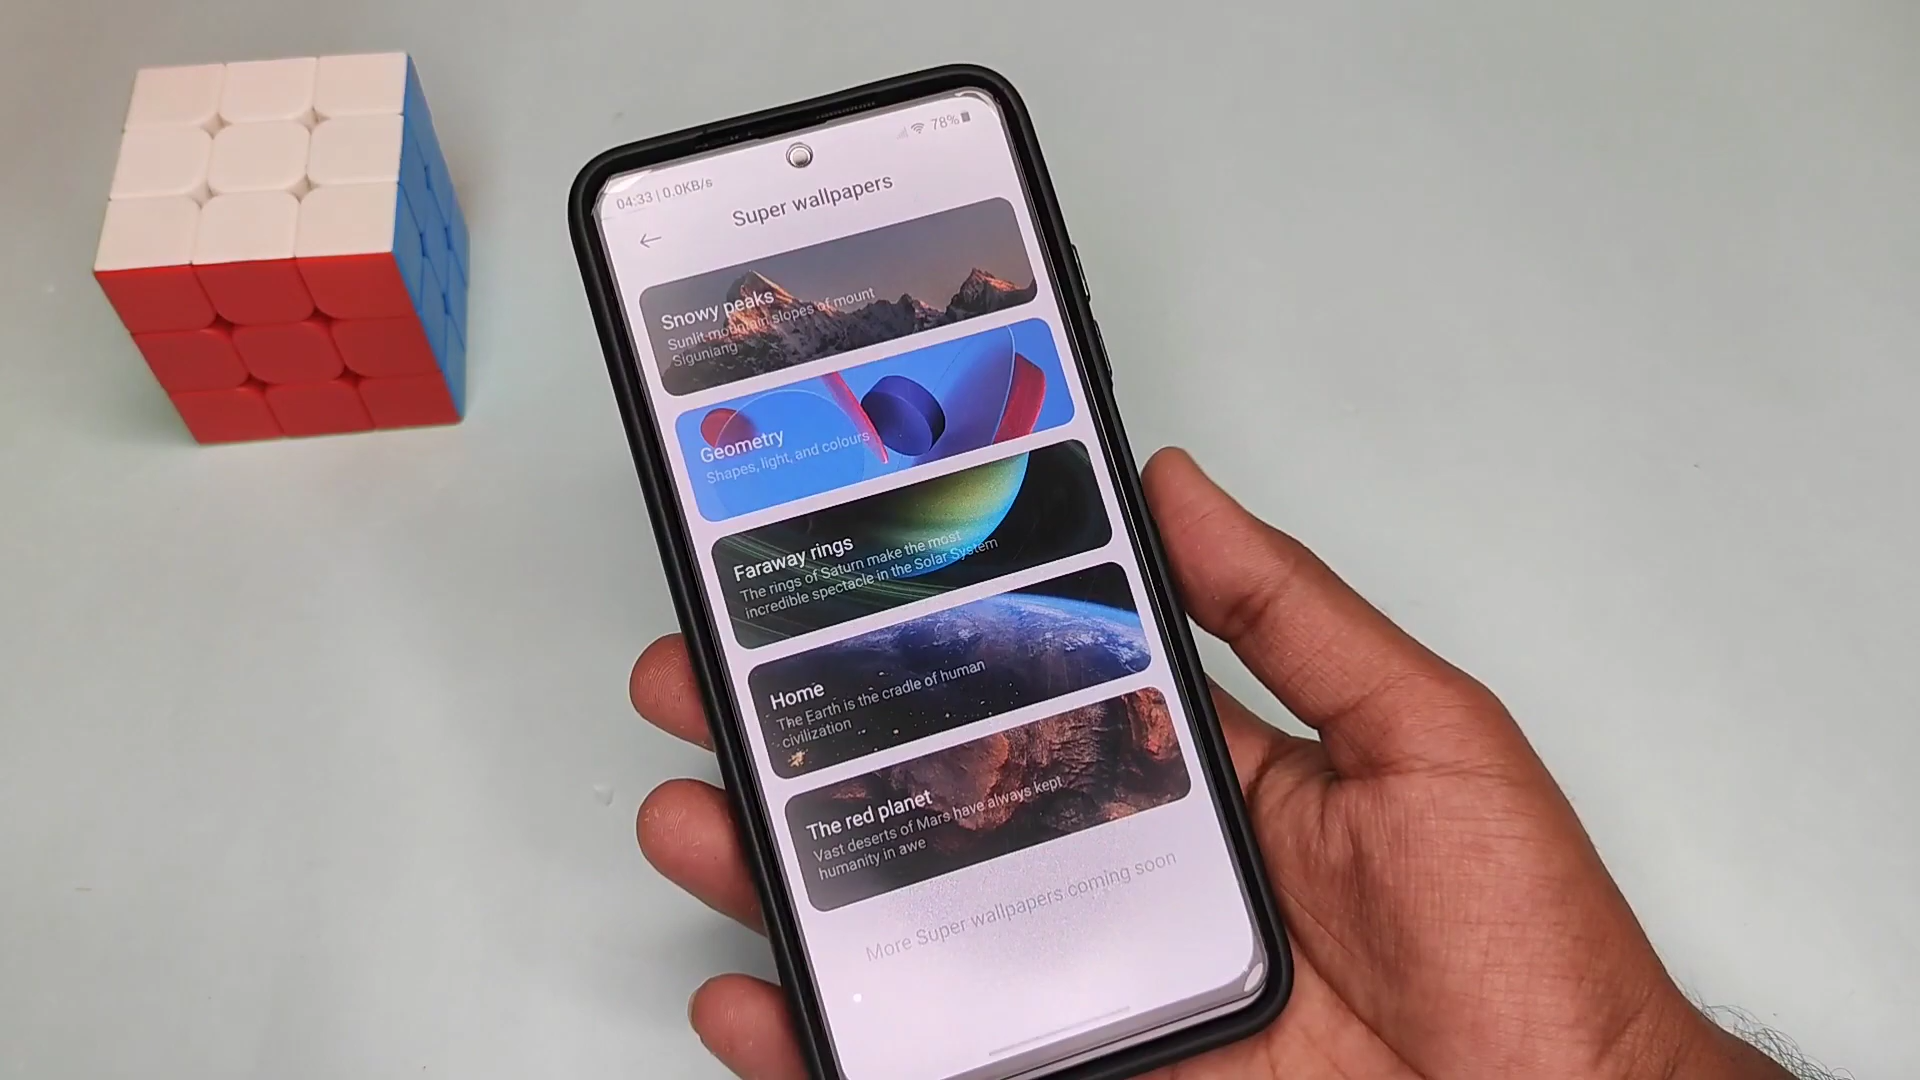 04:33 | 0.0KB/s
78%
Super wallpapers
Snowy peaks
Sunlit mountain slopes of mount
Siguniang
Geometry
Shapes, light, and colours
Faraway rings
The rings of Saturn make the most
incredible spectacle in the Solar System
Home
The Earth is the cradle of human
civilization
The red planet
Vast deserts of Mars have always kept
humanity in awe
More Super wallpapers coming soon